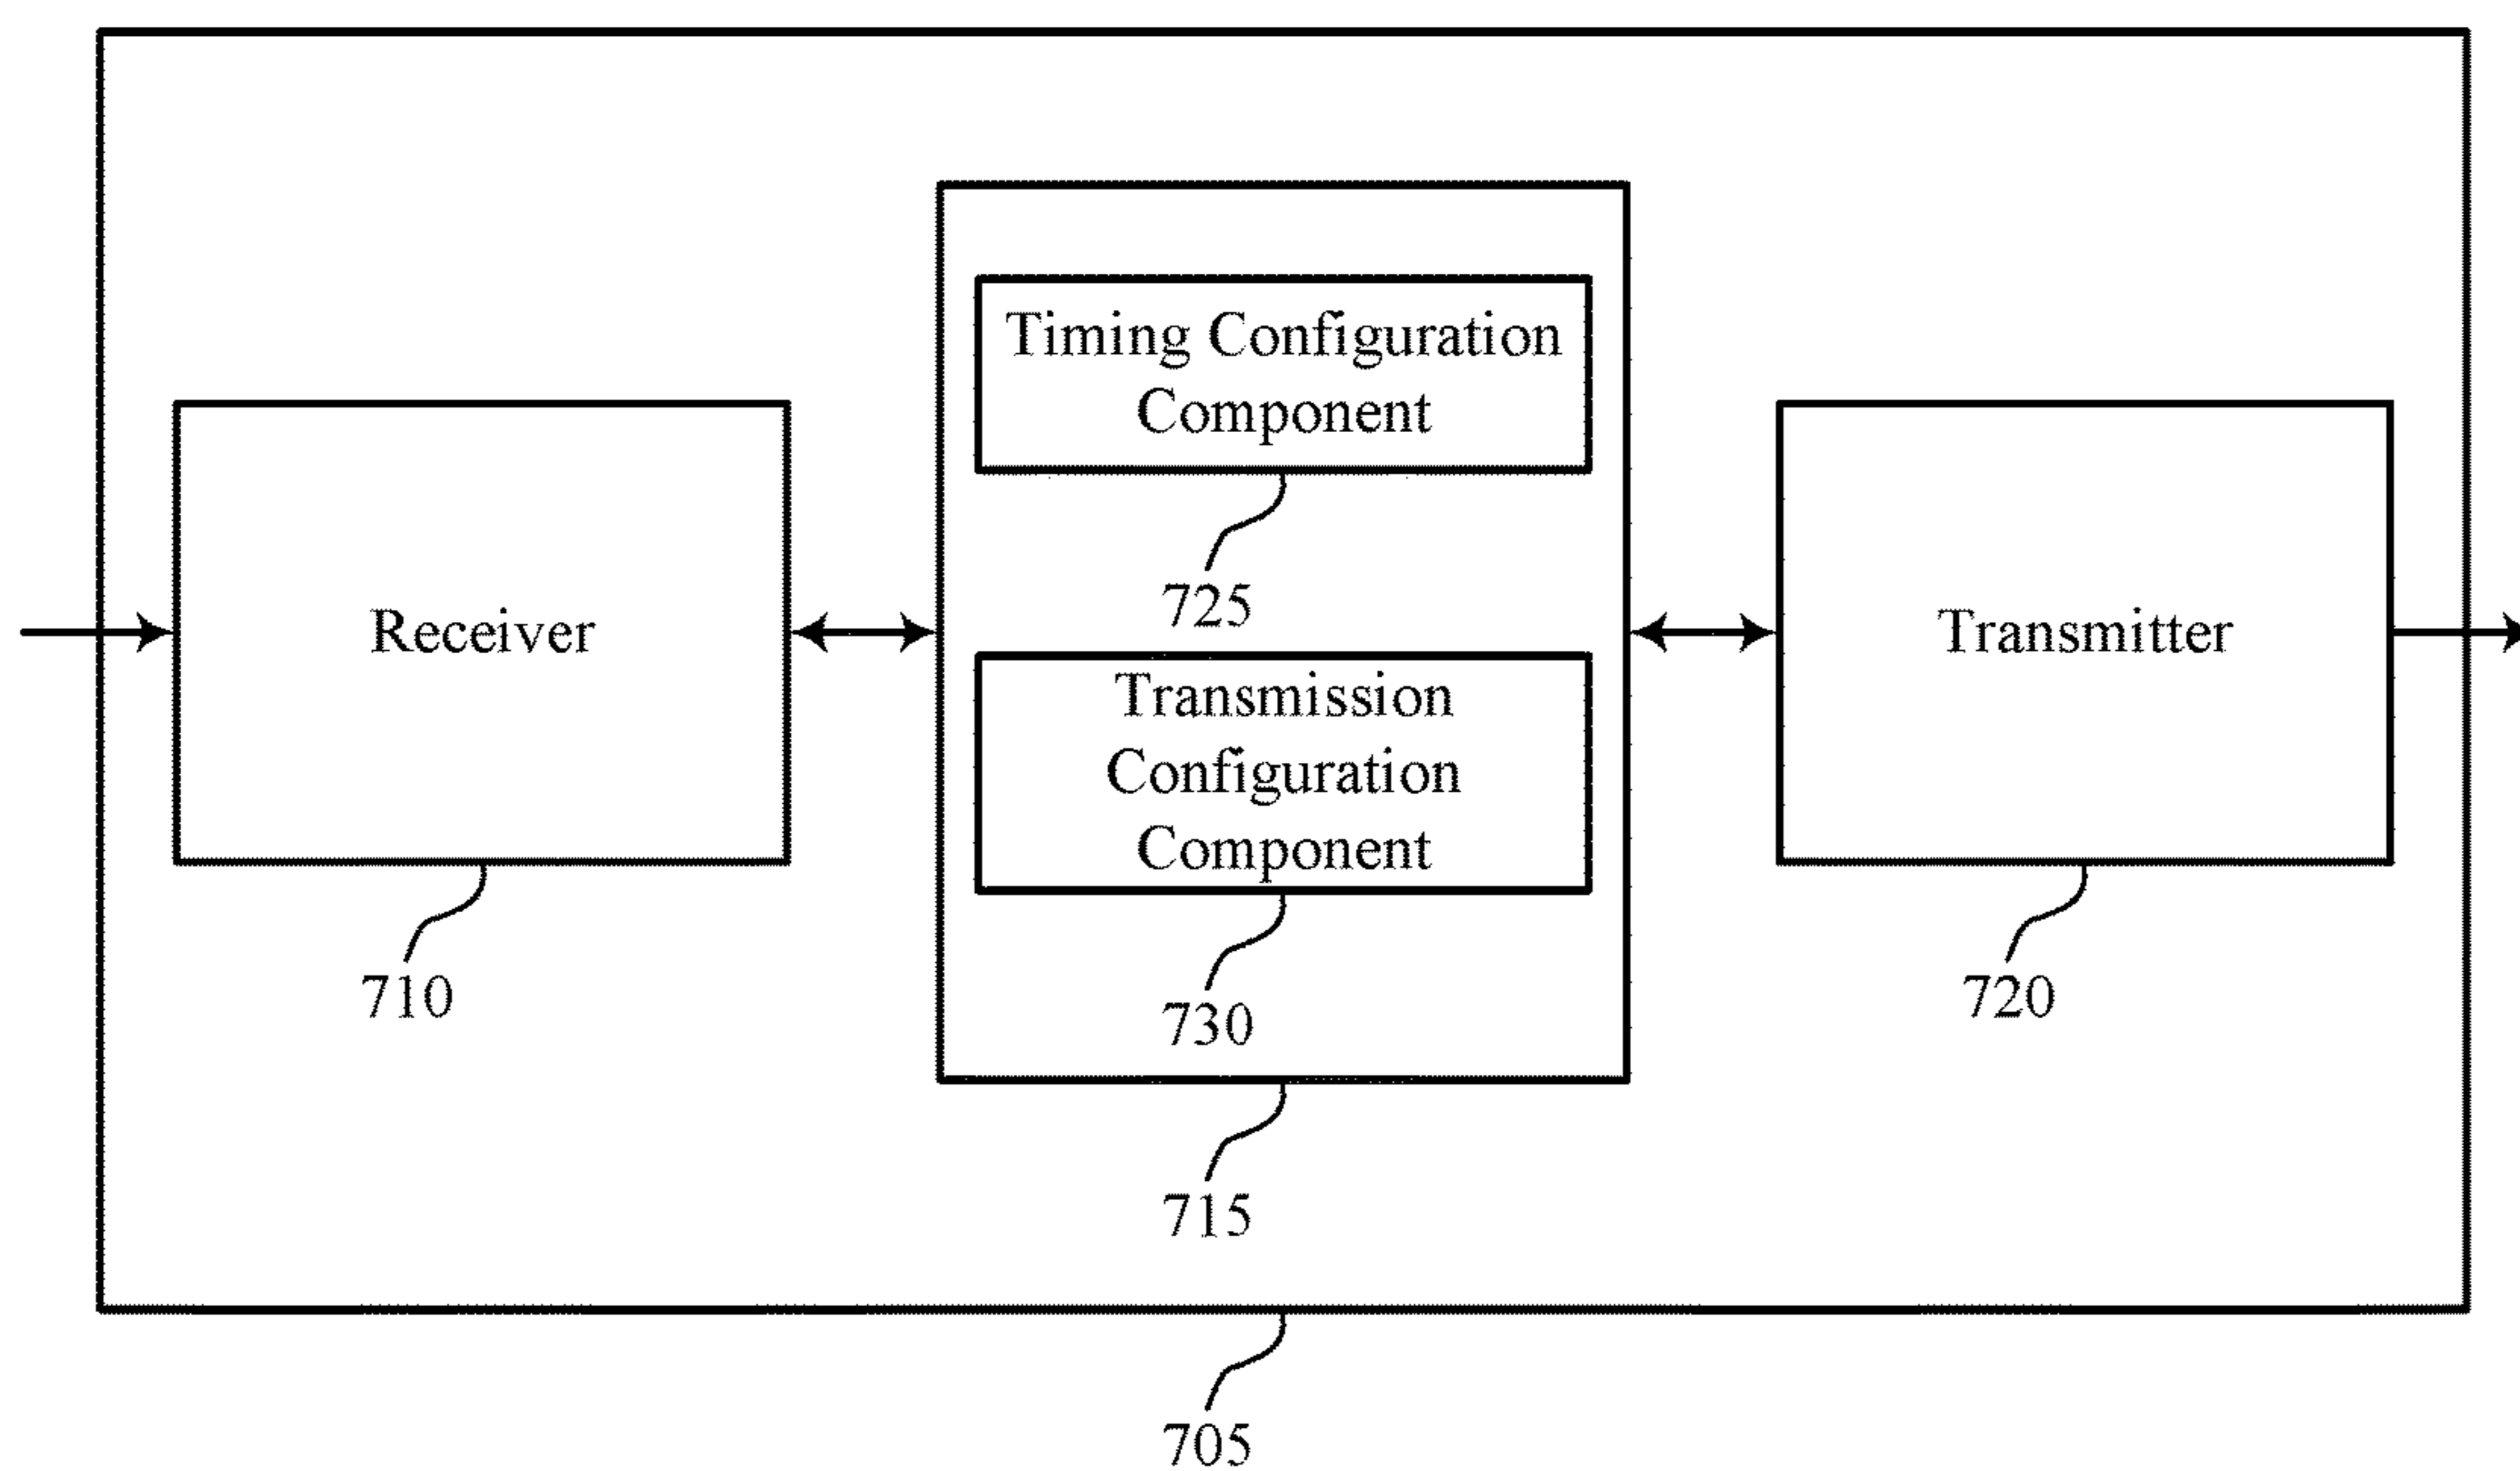 Timing Configuration
Component
725
Receiver
Transmitter
Transmission
Configuration
Component
710
730
720
715
705